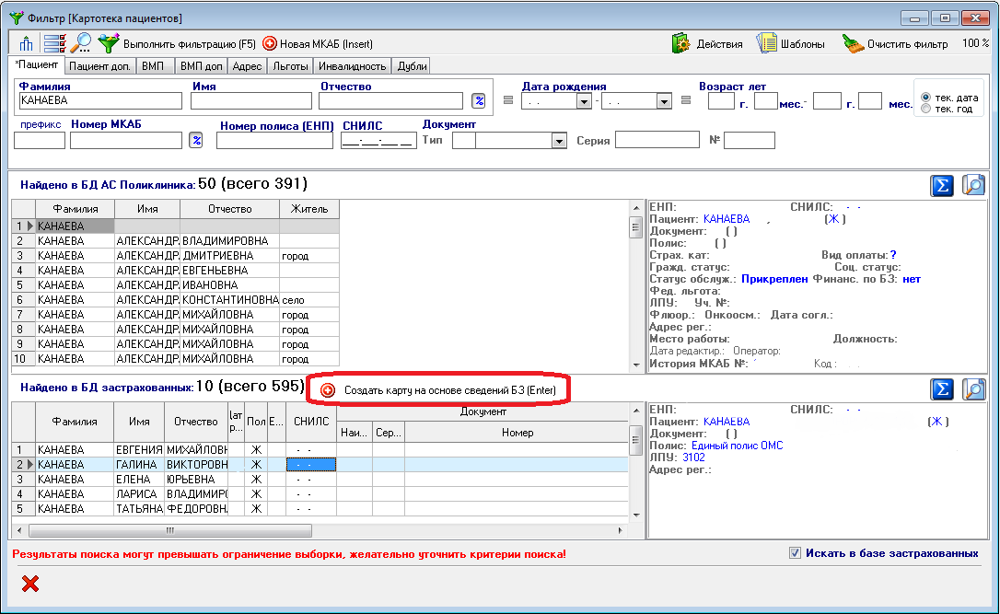 Фильтр [Картотека пациентов]
Выполнить фильтрацию (F5) Новая МКАБ (Insert) Действия Шаблоны Очистить фильтр 100 %
*Пациент Пациент доп. ВМП ВМП доп Адрес Льготы Инвалидность Дубли
Фамилия Имя Отчество Дата рождения Возраст лет
КАНАЕВА % = . . - . . = г. мес.- г. мес. тек. дата
тек. год
префикс Номер МКАБ Номер полиса (ЕНП) СНИЛС Документ
% __-__-__ __ Тип Серия №
Найдено в БД АС Поликлиника: 50 (всего 391) Σ
Фамилия Имя Отчество Житель
1 КАНАЕВА
2 КАНАЕВА АЛЕКСАНДР. ВЛАДИМИРОВНА
3 КАНАЕВА АЛЕКСАНДР. ДМИТРИЕВНА город
4 КАНАЕВА АЛЕКСАНДР. ЕВГЕНЬЕВНА
5 КАНАЕВА АЛЕКСАНДР. ИВАНОВНА
6 КАНАЕВА АЛЕКСАНДР. КОНСТАНТИНОВНА село
7 КАНАЕВА АЛЕКСАНДР. МИХАЙЛОВНА город
8 КАНАЕВА АЛЕКСАНДР. МИХАЙЛОВНА город
9 КАНАЕВА АЛЕКСАНДР. МИХАЙЛОВНА город
10 КАНАЕВА АЛЕКСАНДР. МИХАЙЛОВНА город
ЕНП: СНИЛС: - -
Пациент: КАНАЕВА , (Ж )
Документ: ( )
Полис: ( )
Страх. кат: Вид оплаты: ?
Гражд. статус: Соц. статус:
Статус обслуж.: Прикреплен Финанс. по БЗ: нет
Фед. льгота:
ЛПУ: Уч. №:
Флюор.: Онкоосм.: Дата согл.:
Адрес рег.:
Место работы: Должность:
Дата редактир.: Оператор:
История МКАБ №: Код :
Найдено в БД застрахованных: 10 (всего 595) Создать карту на основе сведений БЗ (Enter) Σ
Фамилия Имя Отчество Пол Е... СНИЛС Документ
Наи... Сер... Номер
1 КАНАЕВА ЕВГЕНИЯ МИХАЙЛОВН Ж - -
2 КАНАЕВА ГАЛИНА ВИКТОРОВН Ж - -
3 КАНАЕВА ЕЛЕНА ЮРЬЕВНА Ж - -
4 КАНАЕВА ЛАРИСА ВЛАДИМИР Ж - -
5 КАНАЕВА ТАТЬЯНА ФЕДОРОВН. Ж - -
ЕНП: СНИЛС: - -
Пациент: КАНАЕВА (Ж )
Документ: ( )
Полис: Единый полис ОМС
ЛПУ: 3102
Адрес рег.:
Результаты поиска могут превышать ограничение выборки, желательно уточнить критерии поиска! Искать в базе застрахованных